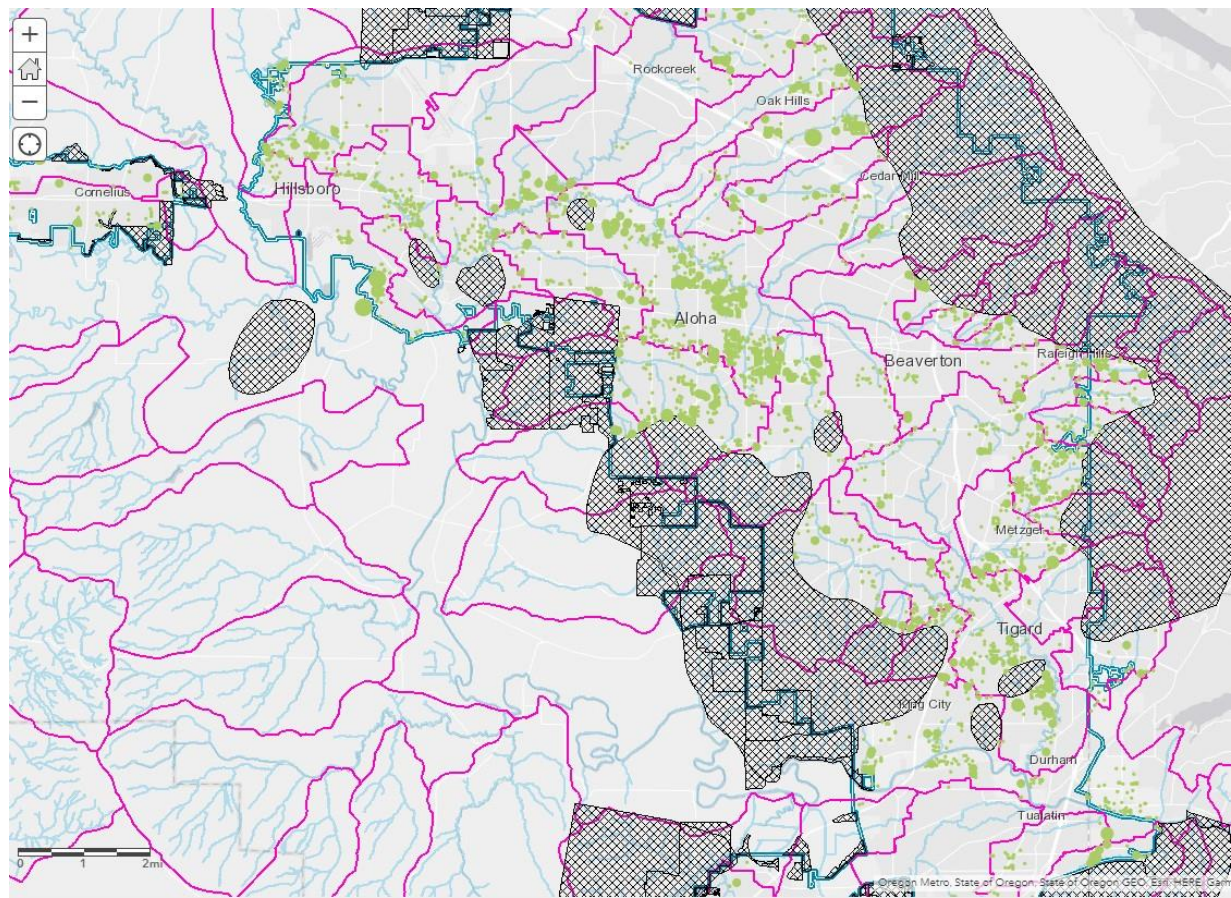 +
−
Rockcreek
Oak Hills
Cedar Mill
Cornelius
Hillsboro
Aloha
Beaverton
Raleigh Hills
Metzger
Tigard
King City
Durham
Tualatin
0 1 2mi
Oregon Metro, State of Oregon, State of Oregon GEO, Esri, HERE, Garm